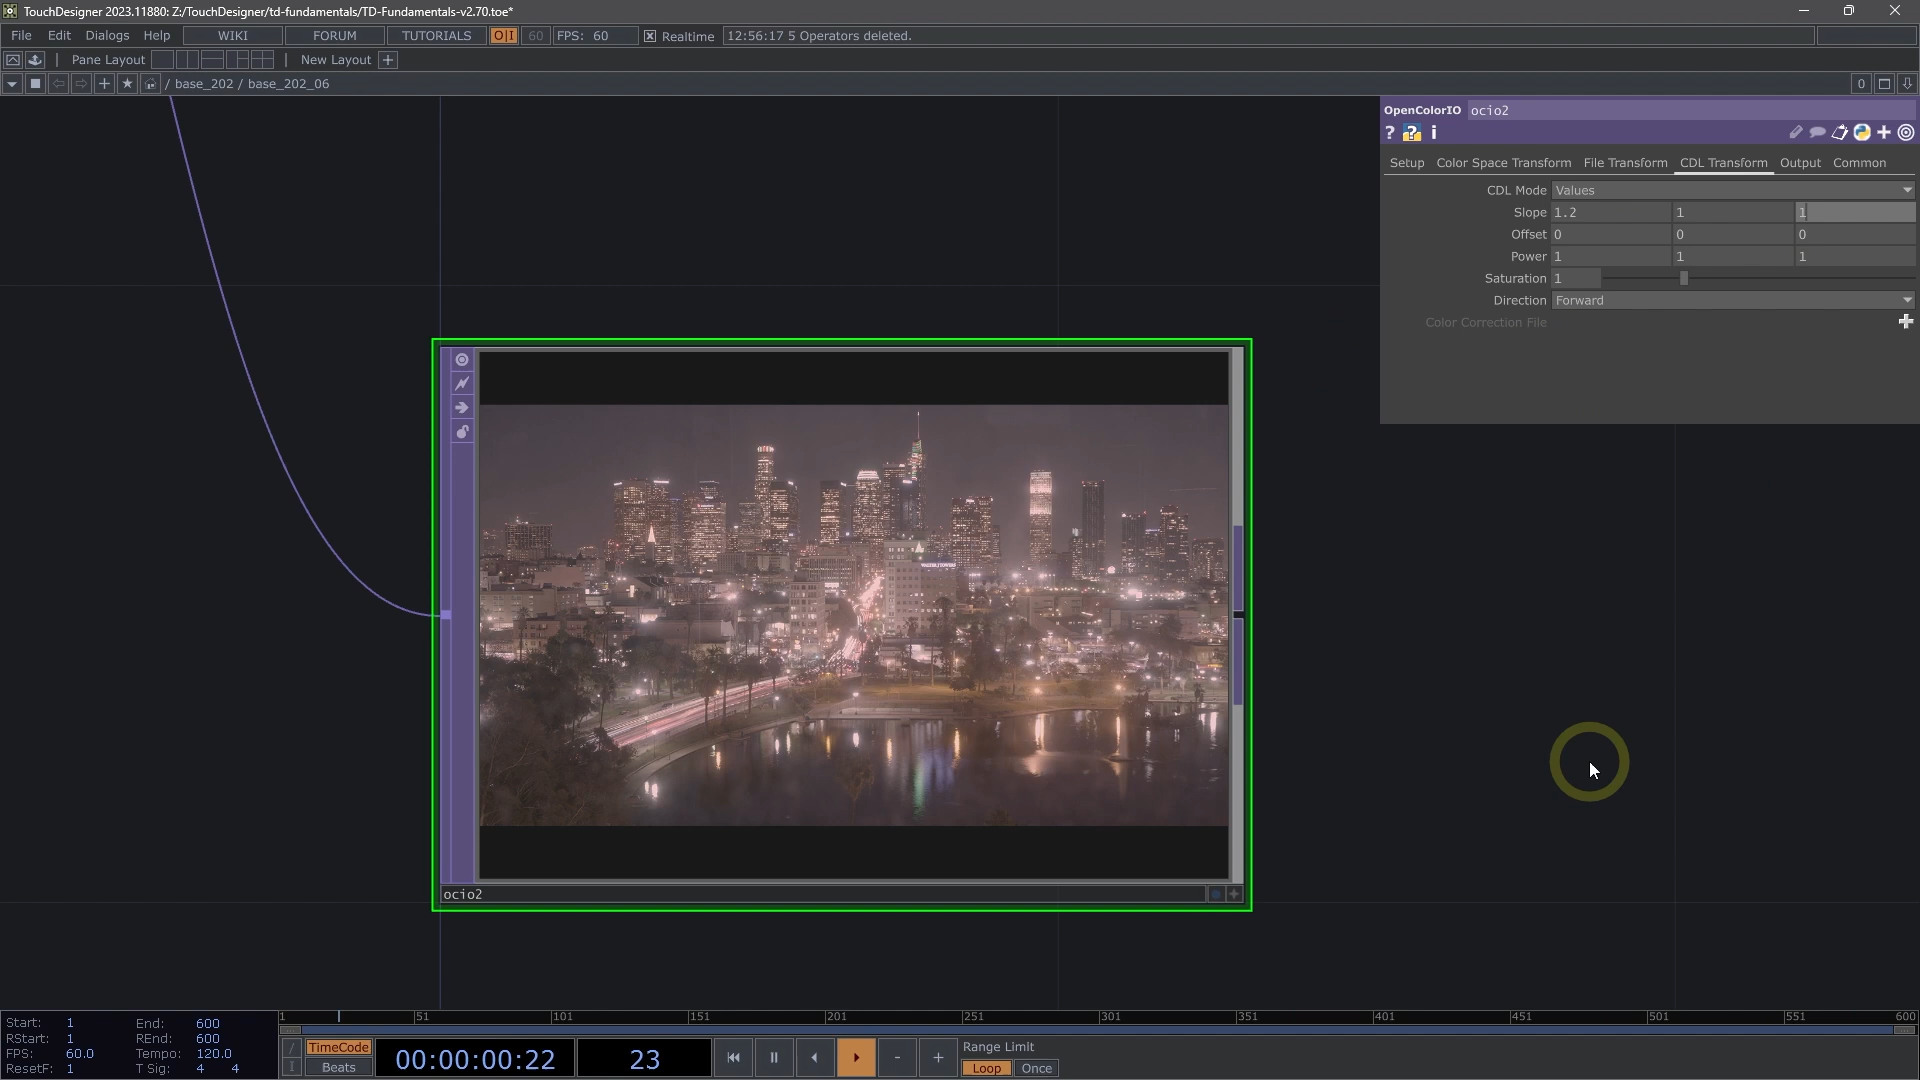 TouchDesigner 2023.11880: Z:/TouchDesigner/td-fundamentals/TD-Fundamentals-v2.70.toe*
File Edit Dialogs Help WIKI FORUM TUTORIALS O|I 60 FPS: 60 Realtime 12:56:17 5 Operators deleted.
Pane Layout New Layout +
/ base_202 / base_202_06 0
OpenColorIO ocio2
? ? i
Setup Color Space Transform File Transform CDL Transform Output Common
CDL Mode Values
Slope 1.2 1 1
Offset 0 0 0
Power 1 1 1
Saturation 1
Direction Forward
Color Correction File
ocio2
1 51 101 151 201 251 301 351 401 451 501 551 600
Start: 1 End: 600
RStart: 1 REnd: 600
FPS: 60.0 Tempo: 120.0
ResetF: 1 T Sig: 4 4
TimeCode
Beats
00:00:00:22 23
- +
Range Limit
Loop Once